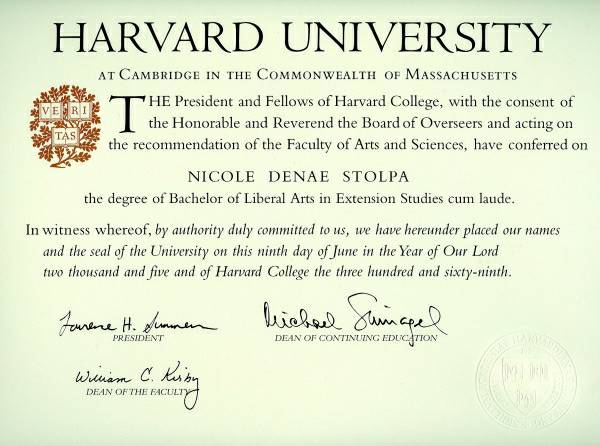 HARVARD UNIVERSITY
AT CAMBRIDGE IN THE COMMONWEALTH OF MASSACHUSETTS
VE RI
TAS
THE President and Fellows of Harvard College, with the consent of
the Honorable and Reverend the Board of Overseers and acting on
the recommendation of the Faculty of Arts and Sciences, have conferred on
NICOLE DENAE STOLPA
the degree of Bachelor of Liberal Arts in Extension Studies cum laude.
In witness whereof, by authority duly committed to us, we have hereunder placed our names
and the seal of the University on this ninth day of June in the Year of Our Lord
two thousand and five and of Harvard College the three hundred and sixty-ninth.
Lawrence H. Summers
PRESIDENT
Michael Shinagel
DEAN OF CONTINUING EDUCATION
William C. Kirby
DEAN OF THE FACULTY